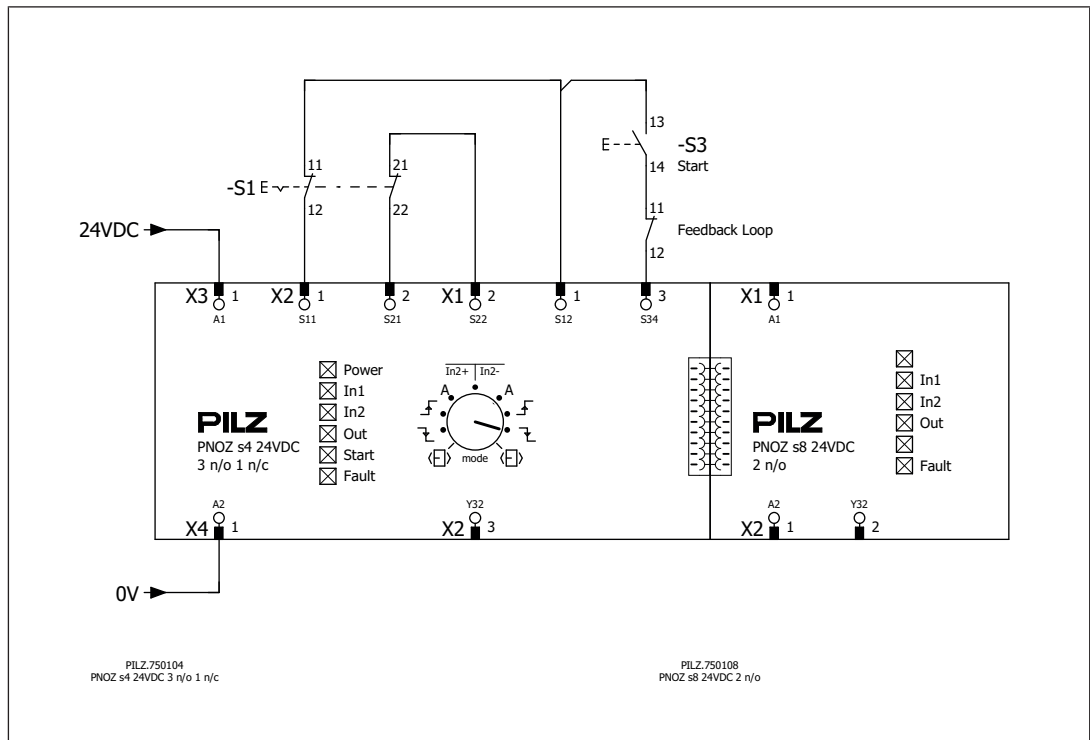 13
-S3
E
14
Start
11
21
-S1
E
12
22
11
Feedback Loop
12
24VDC
X3 1
X2 1
2
X1 2
1
3
X1 1
A1
S11
S21
S22
S12
S34
A1
Power
In1
In2
Out
Start
Fault
In2+
In2-
A
A
mode
In1
In2
Out
Fault
PILZ
PNOZ s4 24VDC
3 n/o 1 n/c
PILZ
PNOZ s8 24VDC
2 n/o
A2
Y32
A2
Y32
X4 1
X2 3
X2 1
2
0V
PILZ.750104
PNOZ s4 24VDC 3 n/o 1 n/c
PILZ.750108
PNOZ s8 24VDC 2 n/o